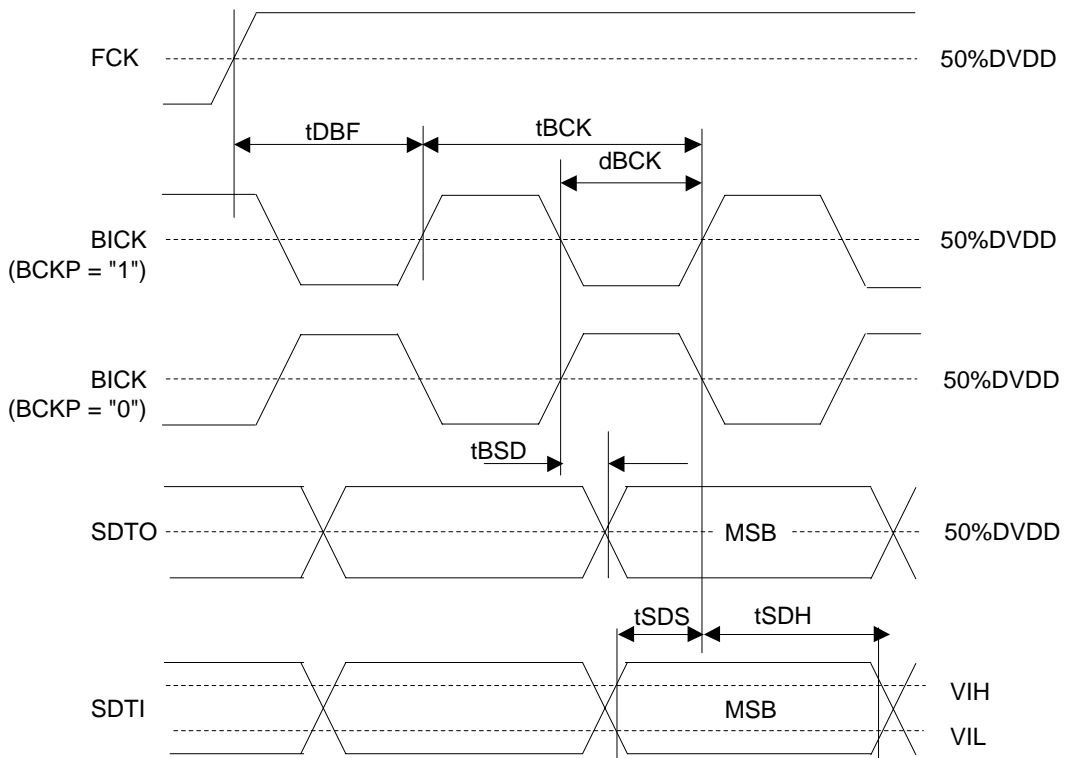 FCK
50%DVDD
tDBF
tBCK
dBCK
BICK
(BCKP = "1")
50%DVDD
BICK
(BCKP = "0")
50%DVDD
tBSD
SDTO
MSB
50%DVDD
tSDS
tSDH
SDTI
MSB
VIH
VIL